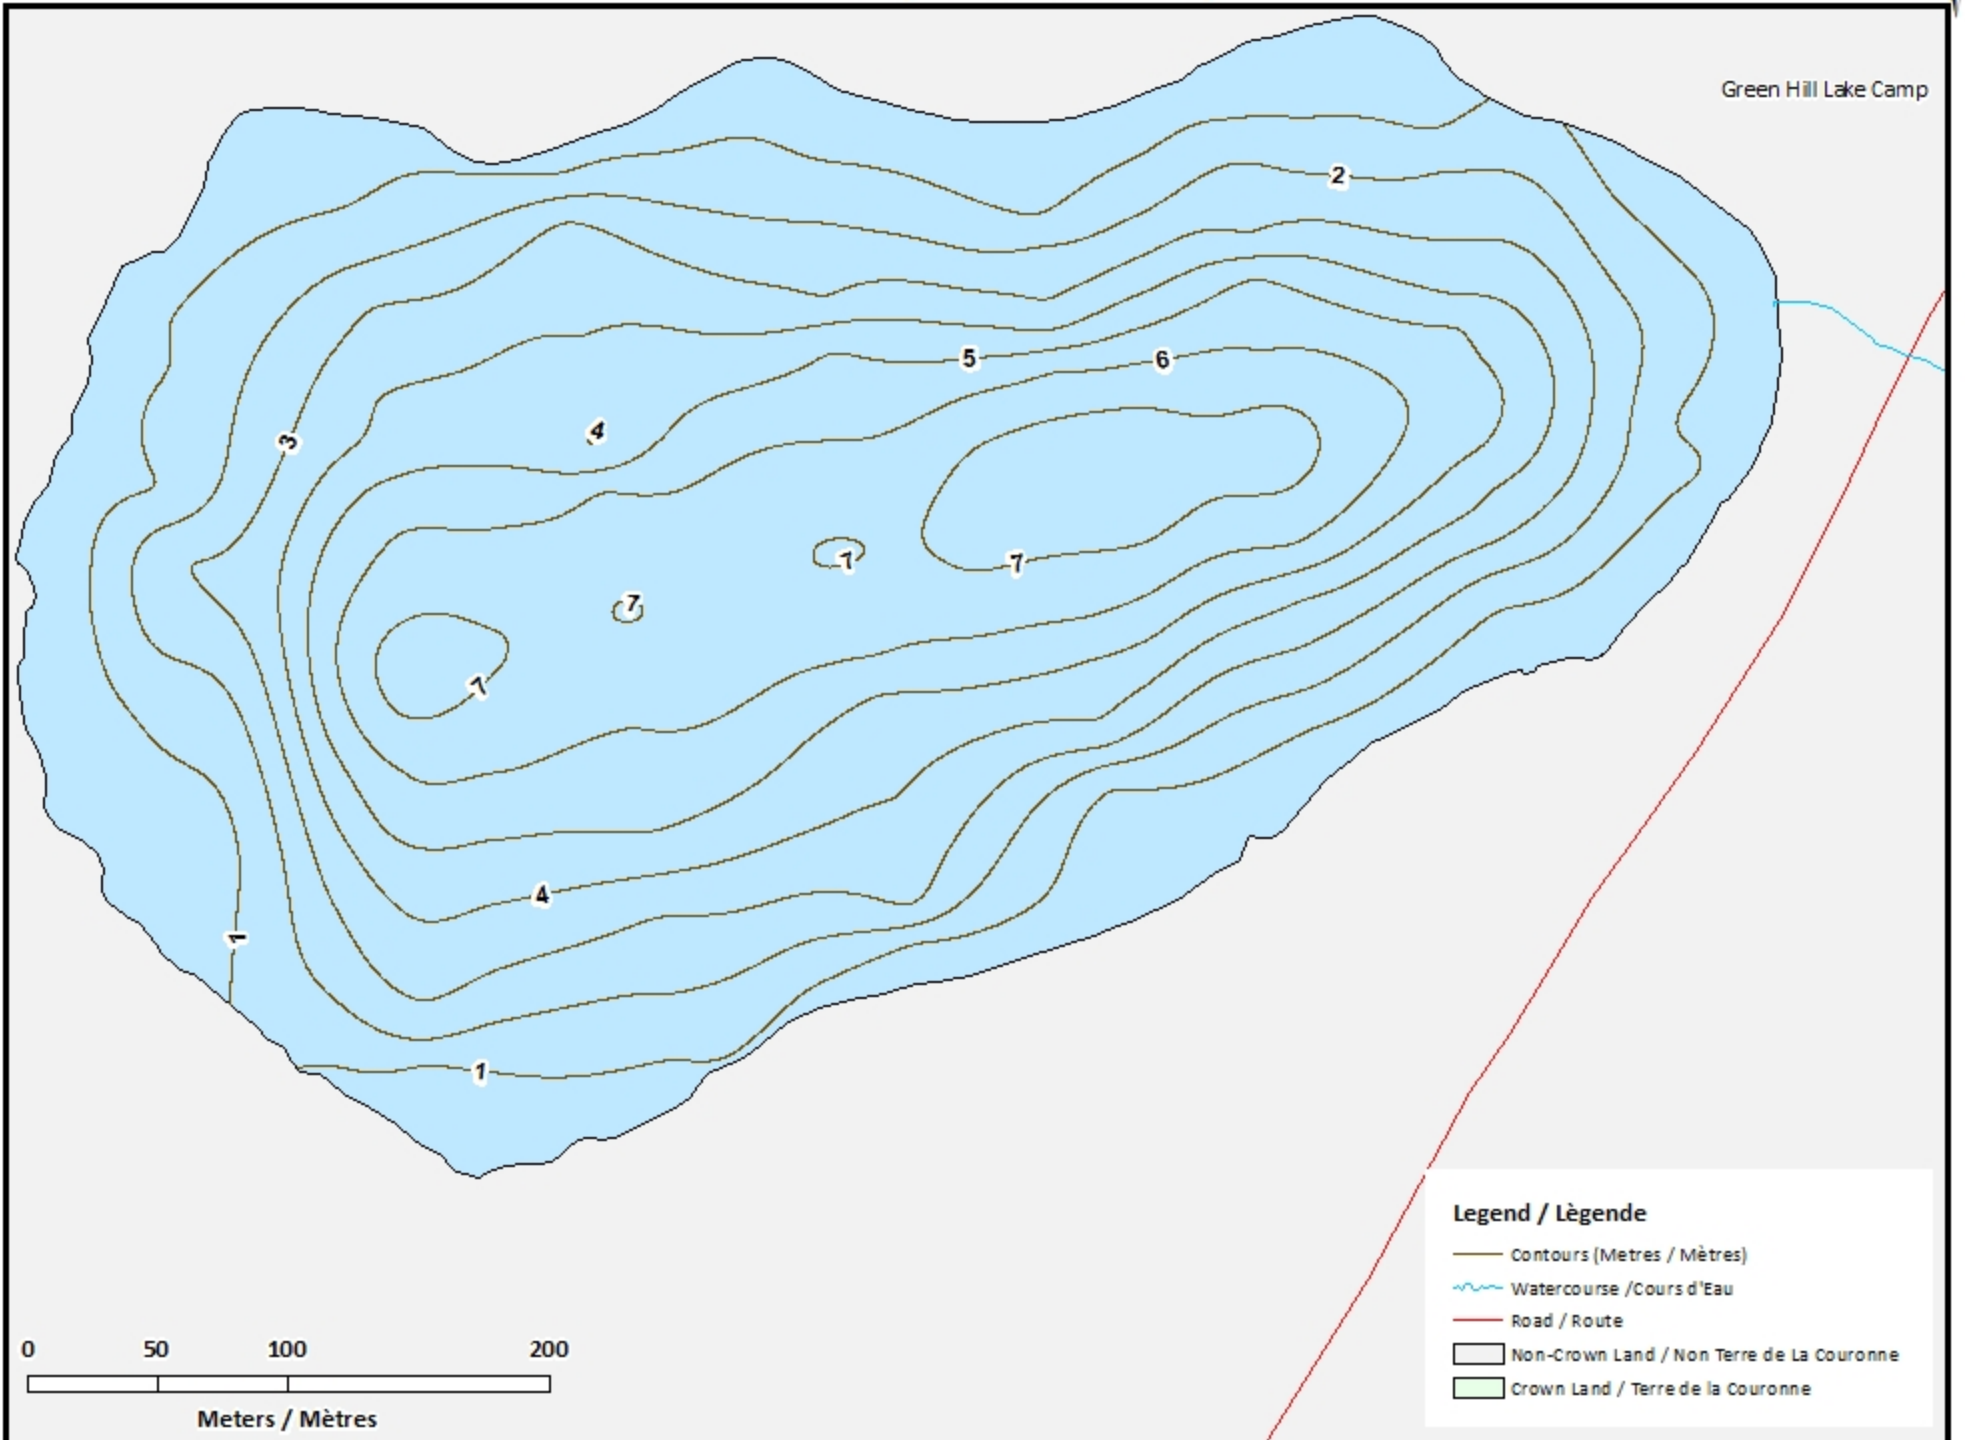 Green Hill Lake Camp
2
5
6
3
4
7
7
7
7
4
1
1
Legend / Lègende
Contours (Metres / Mètres)
Watercourse /Cours d'Eau
Road / Route
Non-Crown Land / Non Terre de La Couronne
Crown Land / Terre de la Couronne
0 50 100 200
Meters / Mètres